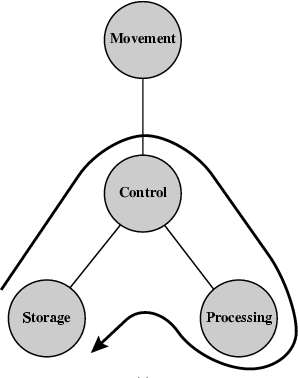 Movement
Control
Storage
Processing